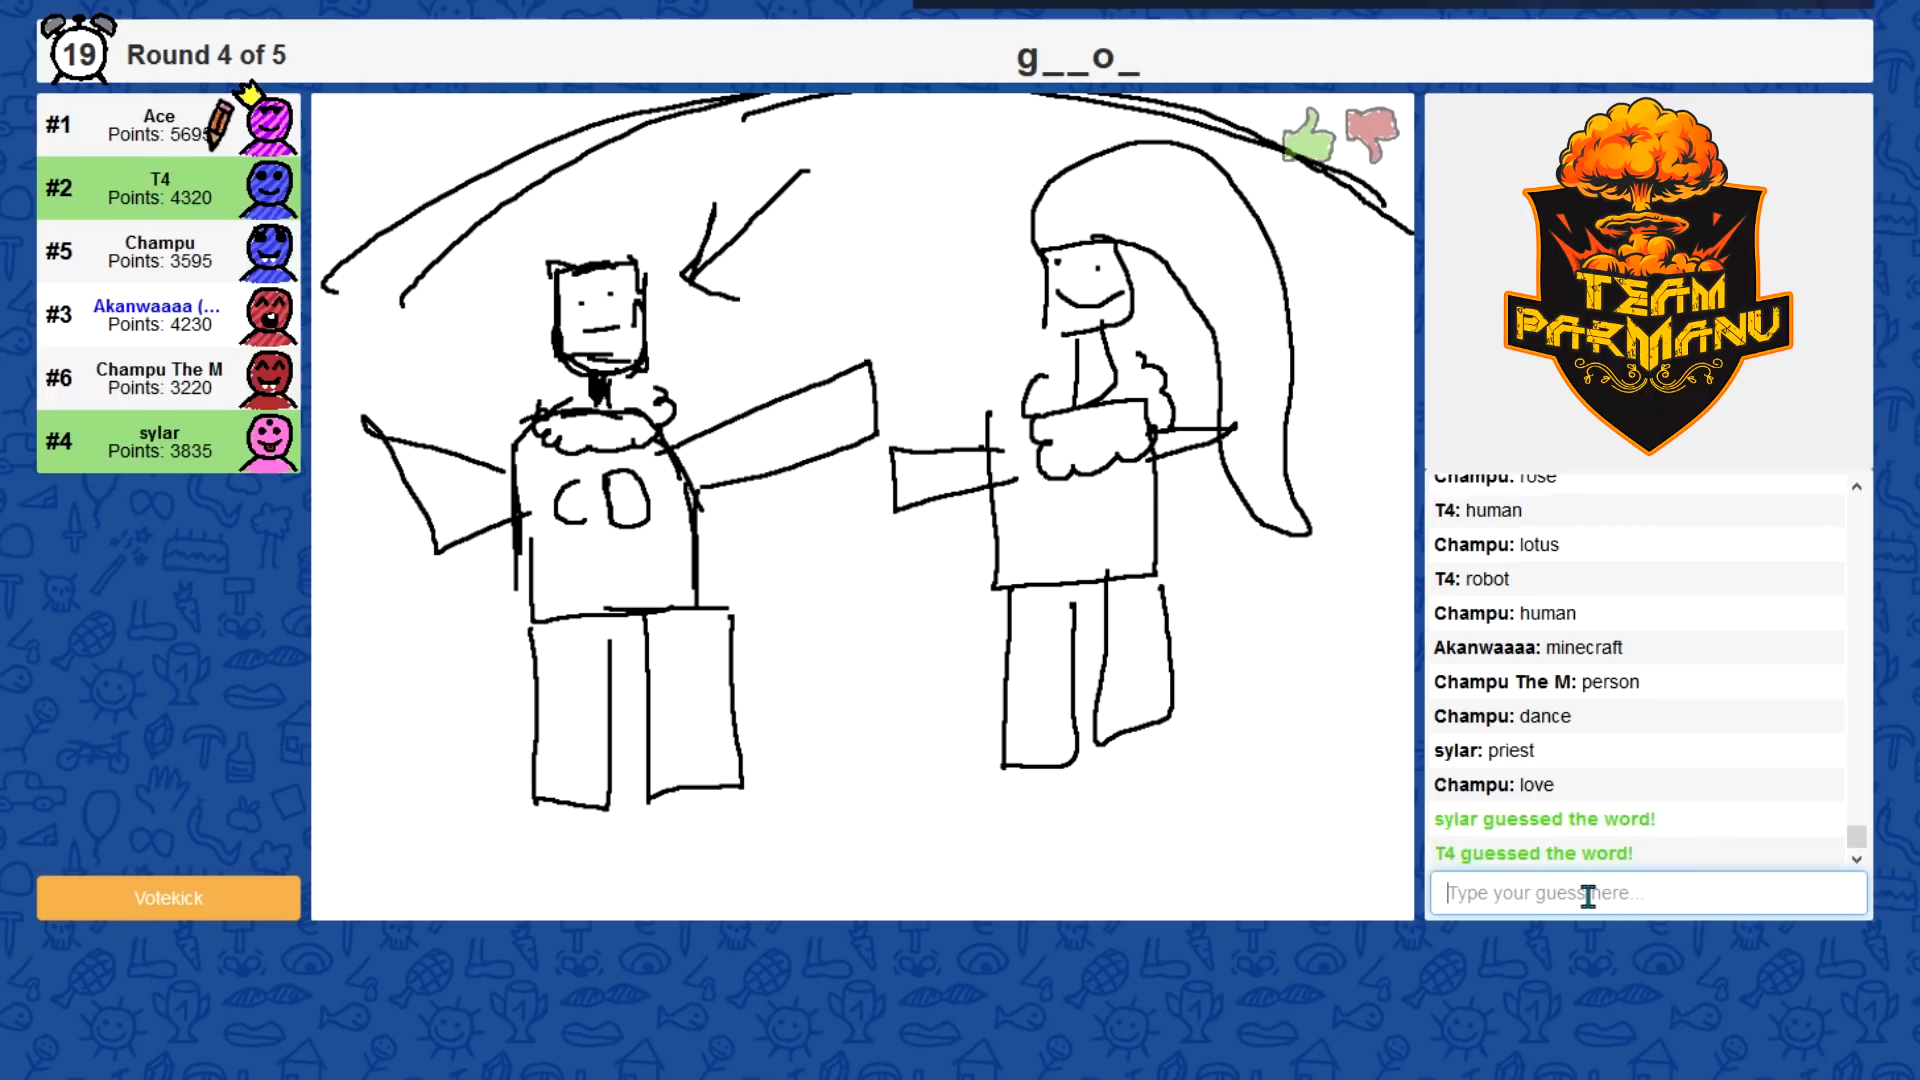 19
Round 4 of 5
g__o_
#1
Ace
Points: 5695
#2
T4
Points: 4320
#5
Champu
Points: 3595
#3
Akanwaaaa (...
Points: 4230
#6
Champu The M
Points: 3220
#4
sylar
Points: 3835
Votekick
CD
TEAM
PARMANU
Champu: rose
T4: human
Champu: lotus
T4: robot
Champu: human
Akanwaaaa: minecraft
Champu The M: person
Champu: dance
sylar: priest
Champu: love
sylar guessed the word!
T4 guessed the word!
Type your guess here...